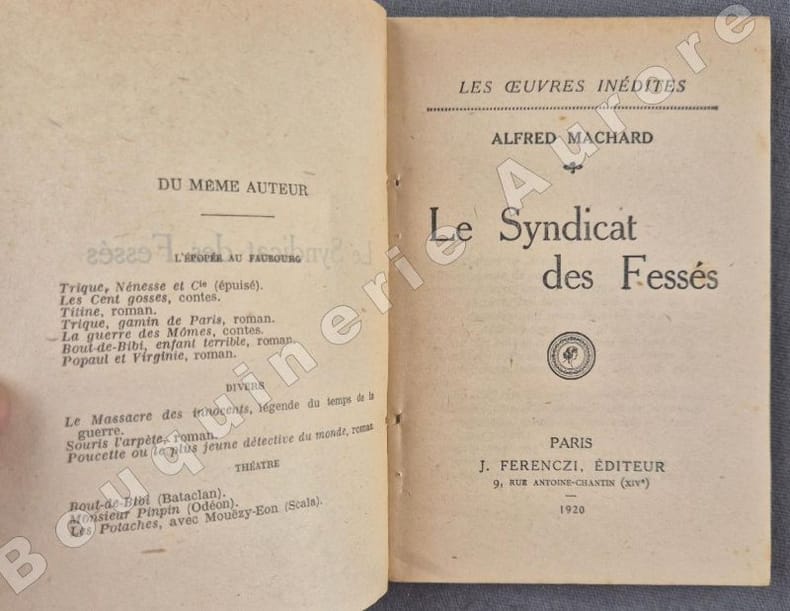 DU MÊME AUTEUR
L'ÉPOPÉE AU FAUBOURG
Trique, Nénesse et Cie (épuisé).
Les Cent gosses, contes.
Titine, roman.
Trique, gamin de Paris, roman.
La guerre des Mômes, contes.
Bout-de-Bibi, enfant terrible, roman.
Popaul et Virginie, roman.
DIVERS
Le Massacre des innocents, légende du temps de la
guerre.
Souris l'arpète, roman.
Poucette ou le plus jeune détective du monde, roman
THÉATRE
Bout-de-Bibi (Bataclan).
Monsieur Pinpin (Odéon).
Les Potaches, avec Mouëzy-Eon (Scala).
LES ŒUVRES INÉDITES
ALFRED MACHARD
Le Syndicat
des Fessés
PARIS
J. FERENCZI, ÉDITEUR
9, RUE ANTOINE-CHANTIN (XIVe)
1920
Bouquinerie Aurore